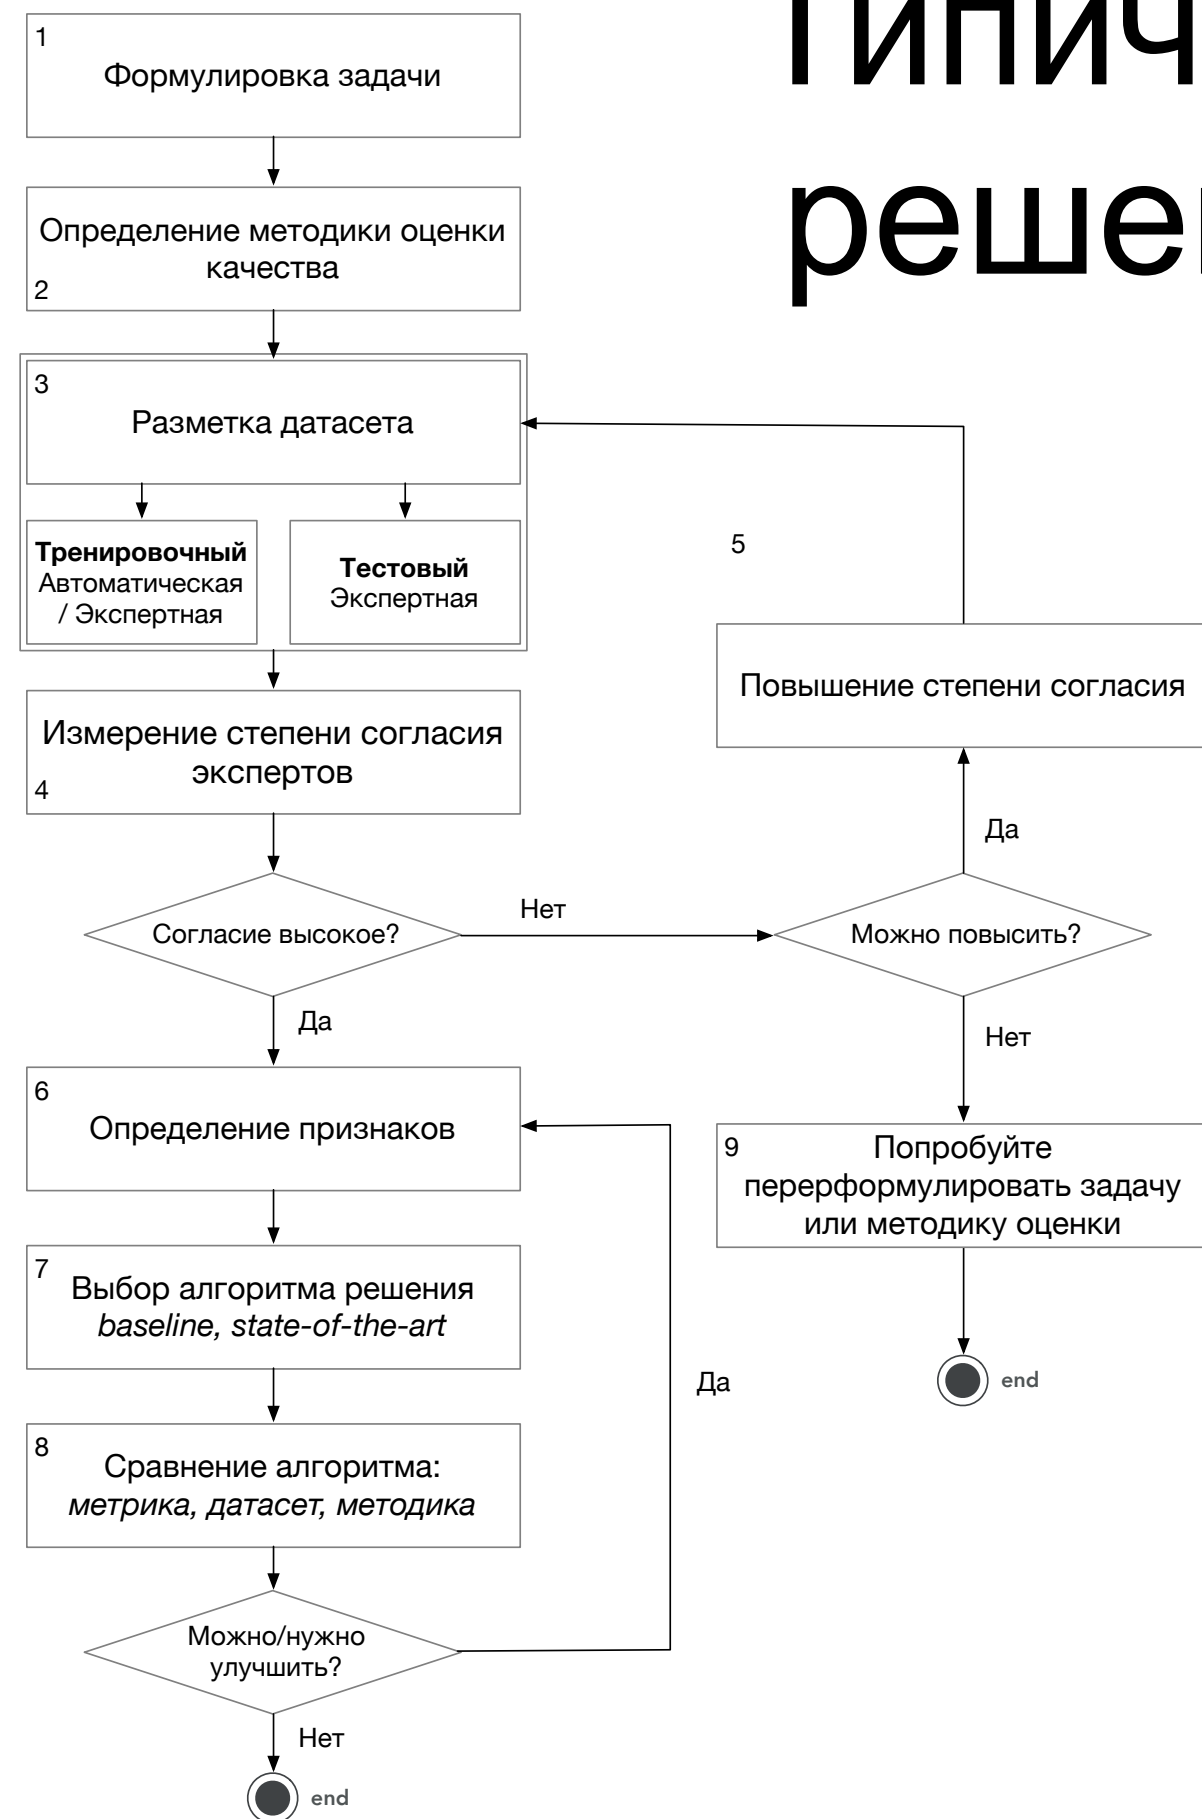 1
Формулировка задачи
Определение методики оценки
качества
2
3
Разметка датасета
Тренировочный
Автоматическая
/ Экспертная
Тестовый
Экспертная
Измерение степени согласия
экспертов
4
Согласие высокое?
Нет
Да
5
Повышение степени согласия
Да
Можно повысить?
Нет
9
Попробуйте
перерформулировать задачу
или методику оценки
end
6
Определение признаков
7
Выбор алгоритма решения
baseline, state-of-the-art
8
Сравнение алгоритма:
метрика, датасет, методика
Да
Можно/нужно
улучшить?
Нет
end